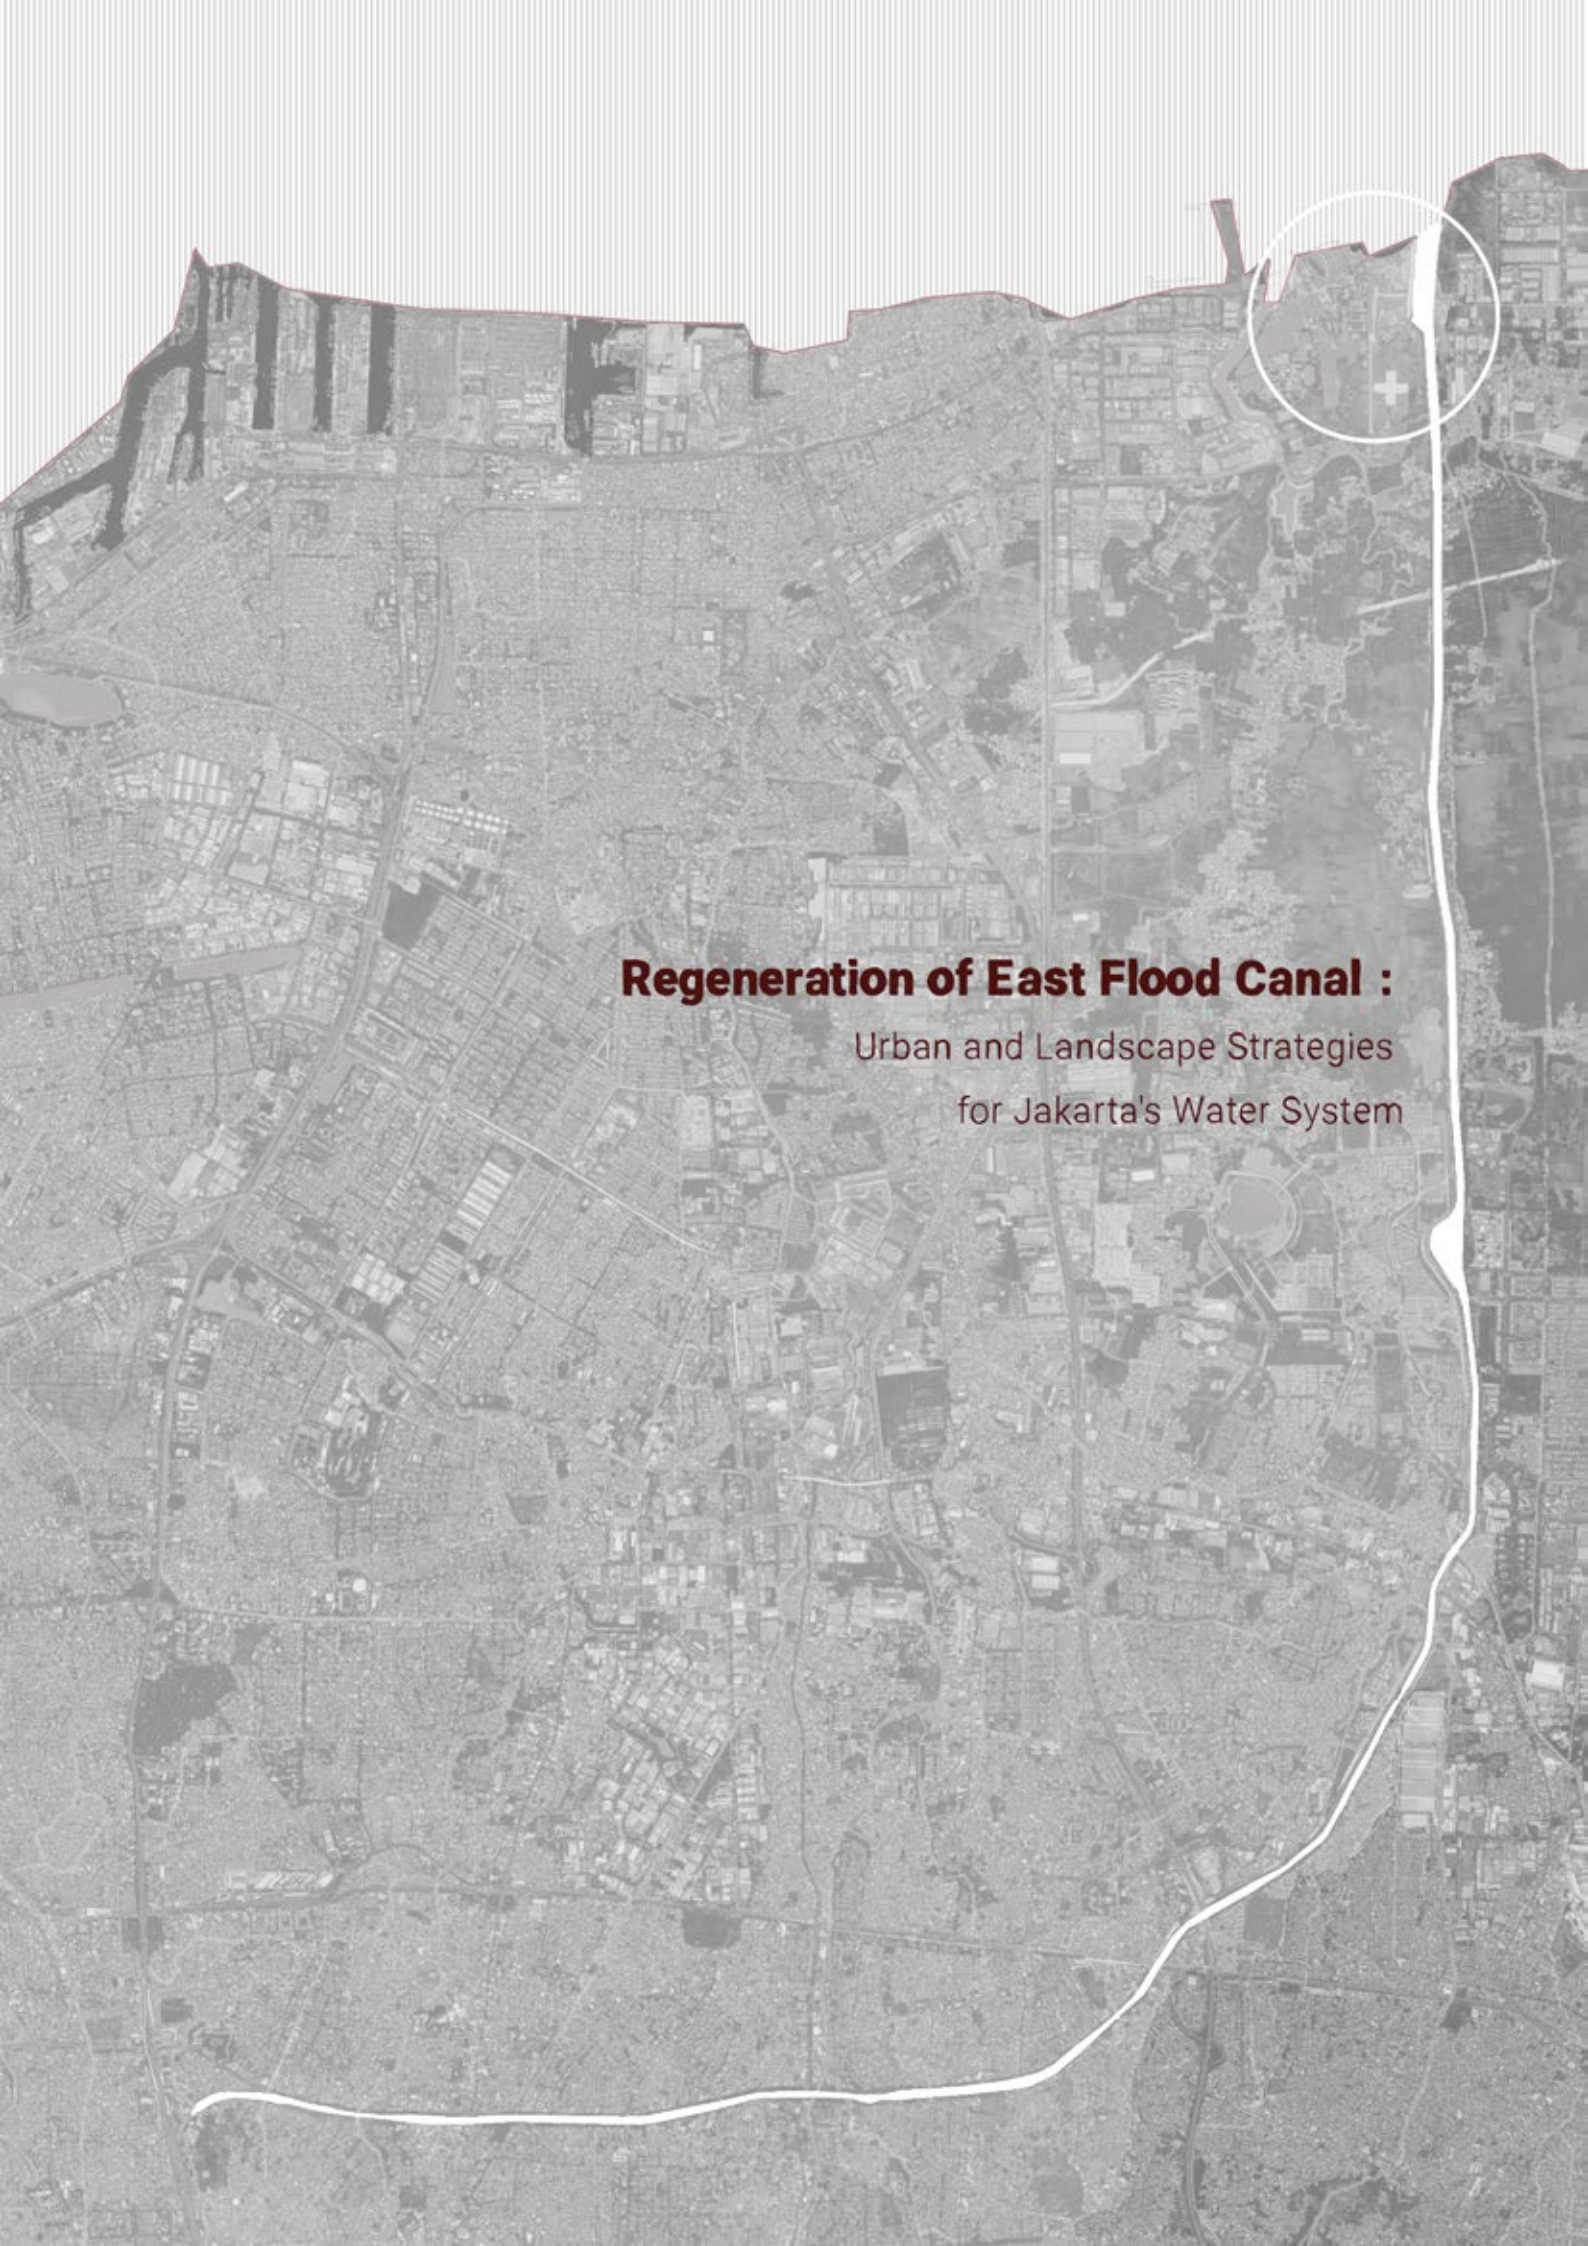 Regeneration of East Flood Canal :
Urban and Landscape Strategies
for Jakarta's Water System